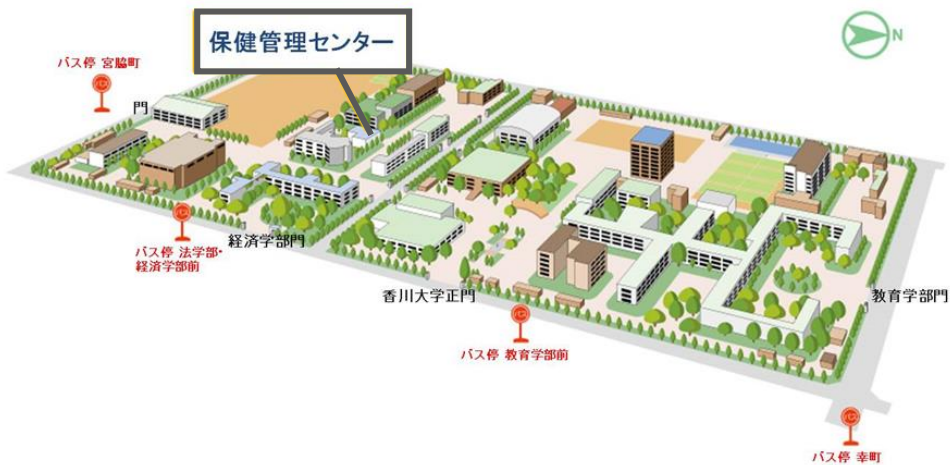 保健管理センター
N
バス停 宮脇町
門
バス停 法学部・
経済学部前
経済学部門
香川大学正門
教育学部門
バス停 教育学部前
バス停 幸町